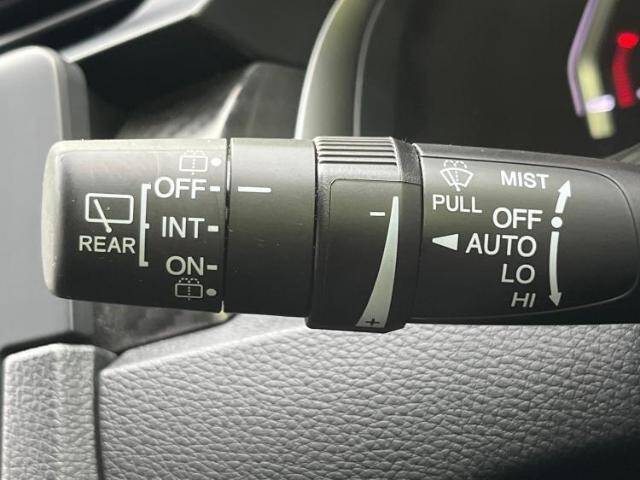 OFF
INT
REAR
ON
−
+
PULL
MIST
OFF
AUTO
LO
HI